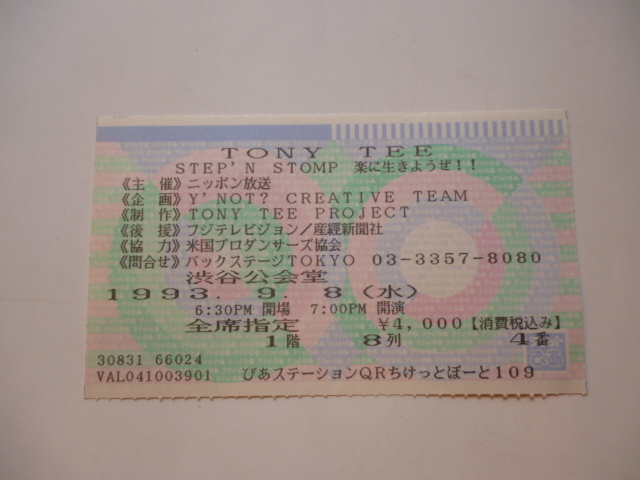 TONY TEE
STEP'N STOMP 楽に生きようぜ!!
《主 催》ニッポン放送
《企 画》Y'NOT? CREATIVE TEAM
《制 作》TONY TEE PROJECT
《後 援》フジテレビジョン/産經新聞社
《協 力》米国プロダンサーズ協会
《問合せ》バックステージTOKYO 03-3357-8080
渋谷公会堂
1993. 9. 8(水)
6:30PM 開場 7:00PM 開演
全席指定 ¥4,000【消費税込み】
1階 8列 4番
30831 66024
VAL041003901 ぴあステーションQRちけっとぽーと109